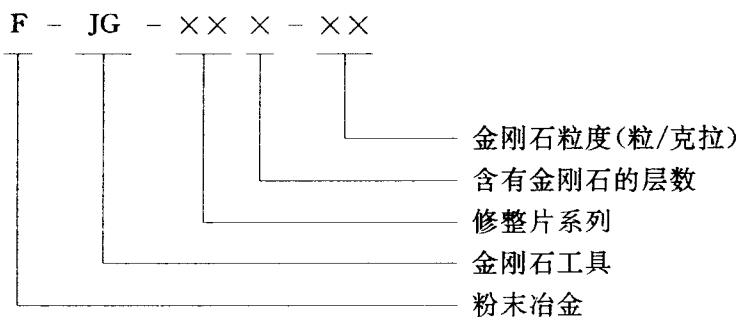 F - JG - ×× × - ××
金刚石粒度(粒/克拉)
含有金刚石的层数
修整片系列
金刚石工具
粉末冶金